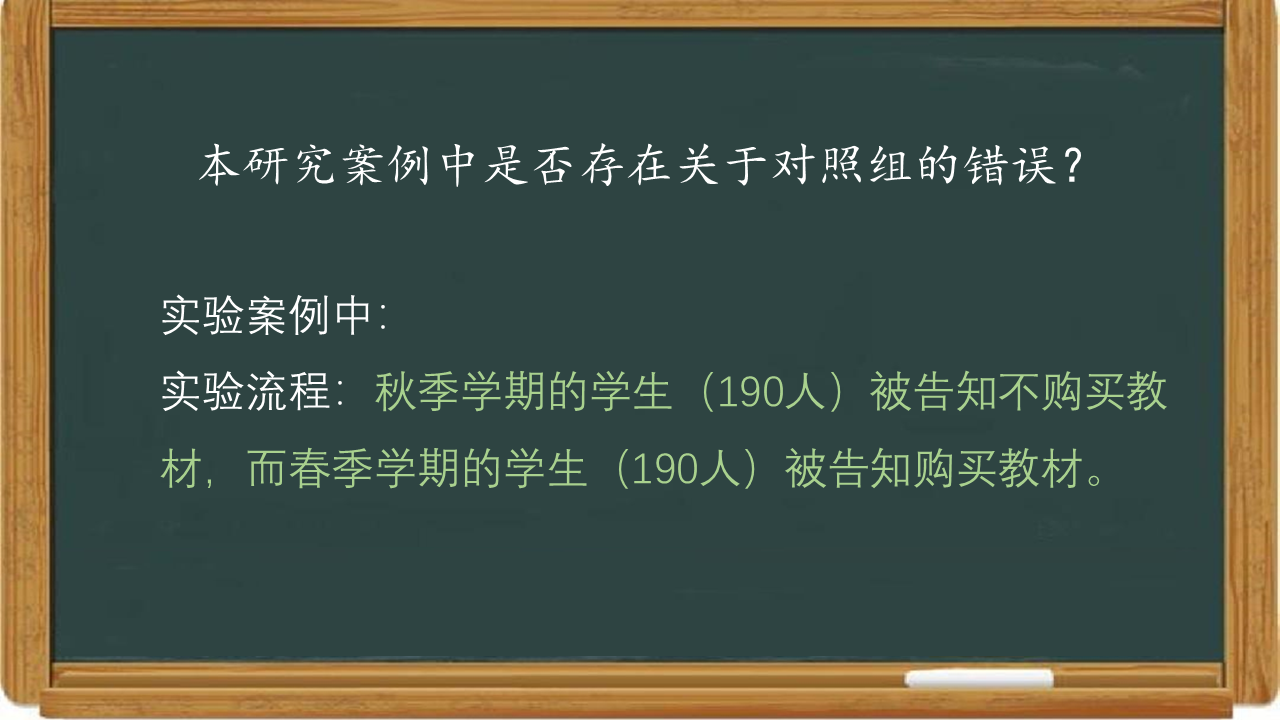 本研究案例中是否存在关于对照组的错误？
实验案例中：
实验流程：秋季学期的学生（190人）被告知不购买教
材，而春季学期的学生（190人）被告知购买教材。